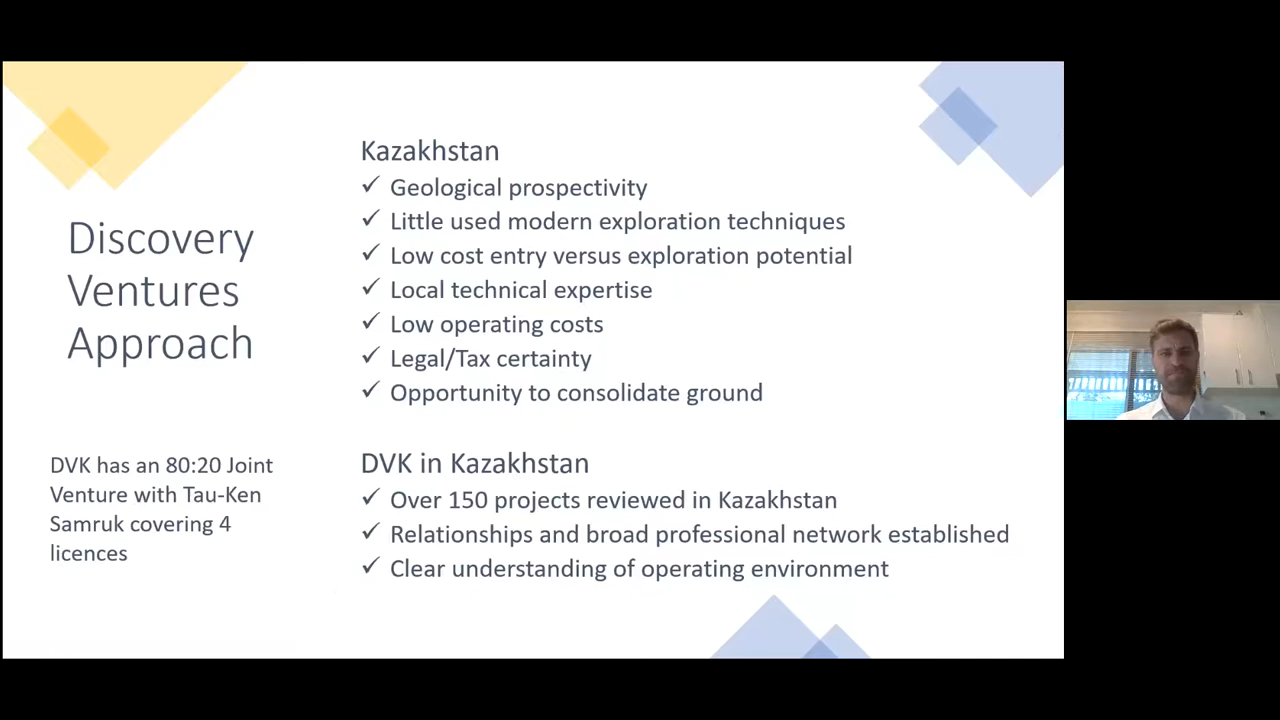 Discovery
Ventures
Approach
DVK has an 80:20 Joint
Venture with Tau-Ken
Samruk covering 4
licences
Kazakhstan
✓ Geological prospectivity
✓ Little used modern exploration techniques
✓ Low cost entry versus exploration potential
✓ Local technical expertise
✓ Low operating costs
✓ Legal/Tax certainty
✓ Opportunity to consolidate ground
DVK in Kazakhstan
✓ Over 150 projects reviewed in Kazakhstan
✓ Relationships and broad professional network established
✓ Clear understanding of operating environment